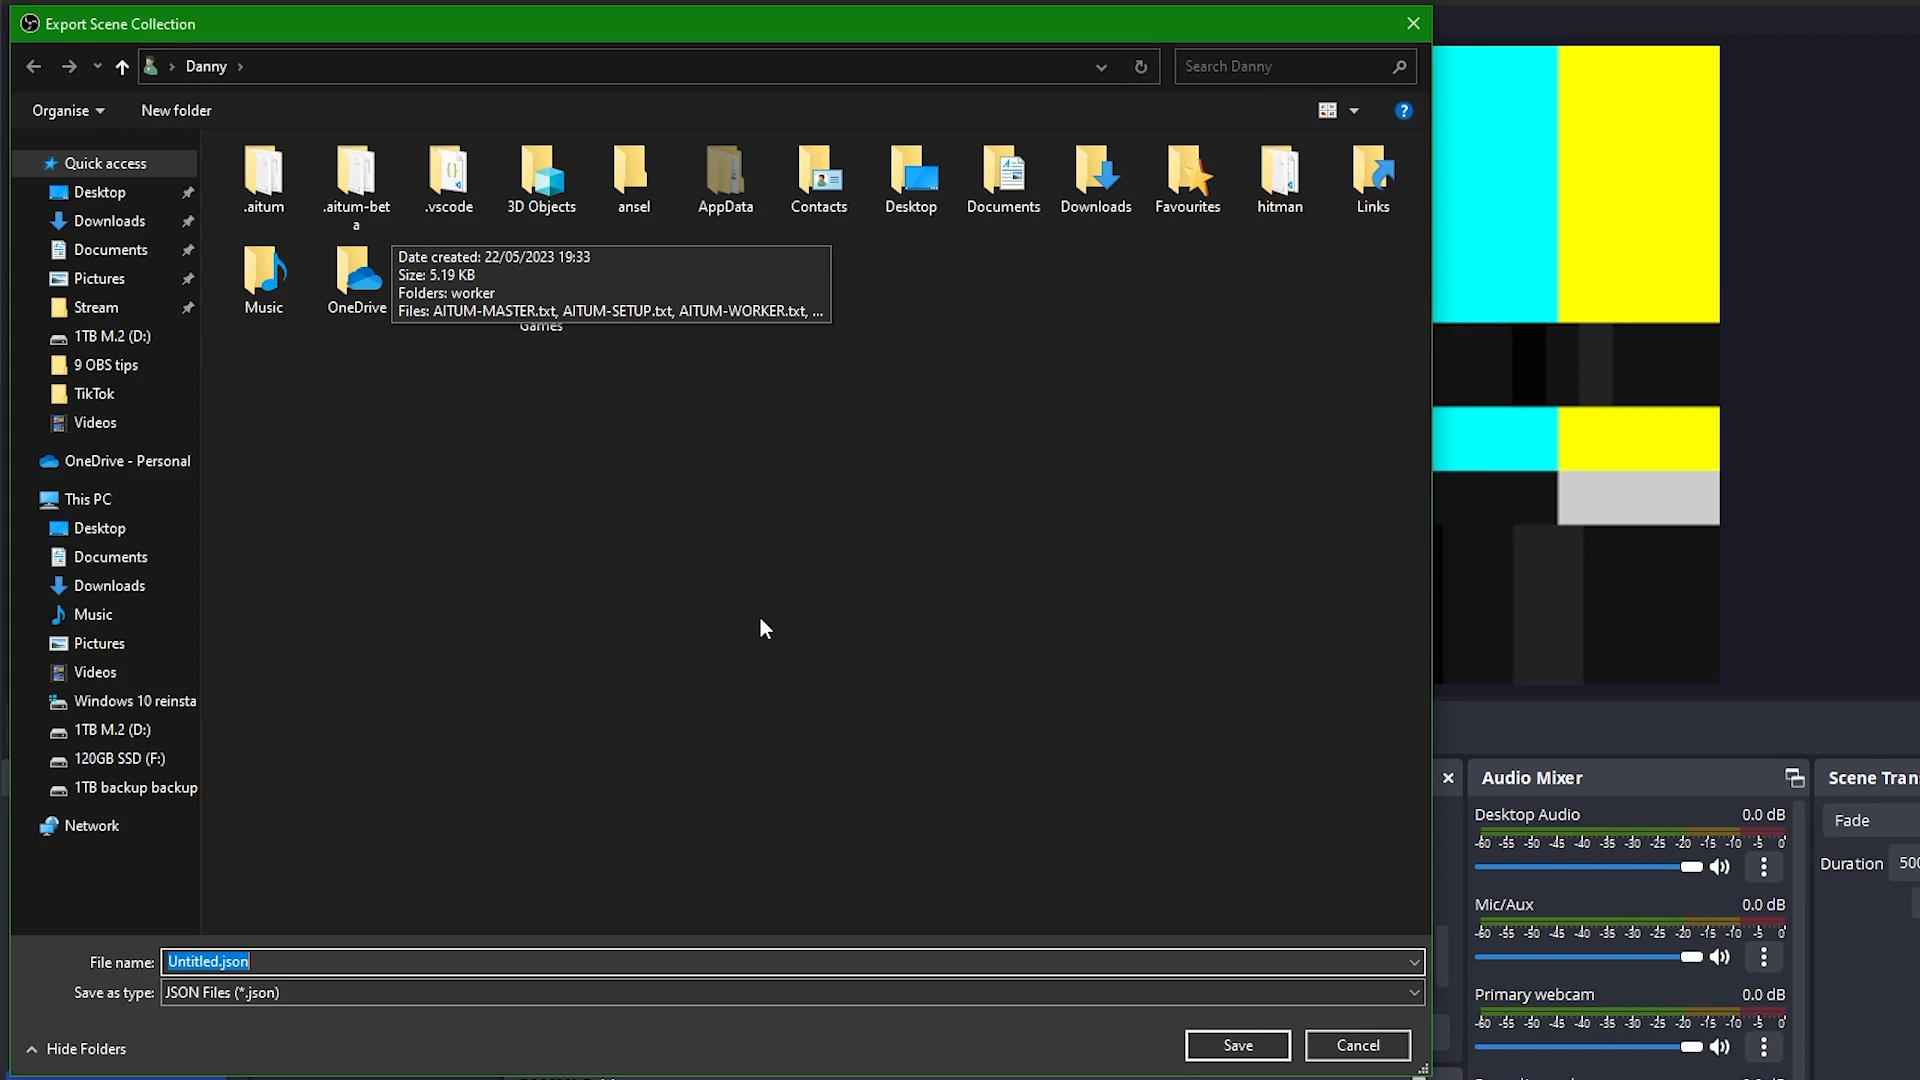 Export Scene Collection
Danny
Search Danny
Organise
New folder
Quick access
Desktop
Downloads
Documents
Pictures
Stream
1TB M.2 (D:)
9 OBS tips
TikTok
Videos
OneDrive - Personal
This PC
Desktop
Documents
Downloads
Music
Pictures
Videos
Windows 10 reinsta
1TB M.2 (D:)
120GB SSD (F:)
1TB backup backup
Network
.aitum
.aitum-bet
a
.vscode
3D Objects
ansel
AppData
Contacts
Desktop
Documents
Downloads
Favourites
hitman
Links
Music
OneDrive
Games
Date created: 22/05/2023 19:33
Size: 5.19 KB
Folders: worker
Files: AITUM-MASTER.txt, AITUM-SETUP.txt, AITUM-WORKER.txt, ...
File name:
Untitled.json
Save as type:
JSON Files (*.json)
Hide Folders
Save
Cancel
Audio Mixer
Desktop Audio
0.0 dB
-60 -55 -50 -45 -40 -35 -30 -25 -20 -15 -10 -5 0
Mic/Aux
0.0 dB
-60 -55 -50 -45 -40 -35 -30 -25 -20 -15 -10 -5 0
Primary webcam
0.0 dB
-60 -55 -50 -45 -40 -35 -30 -25 -20 -15 -10 -5 0
Scene Tran
Fade
Duration
500